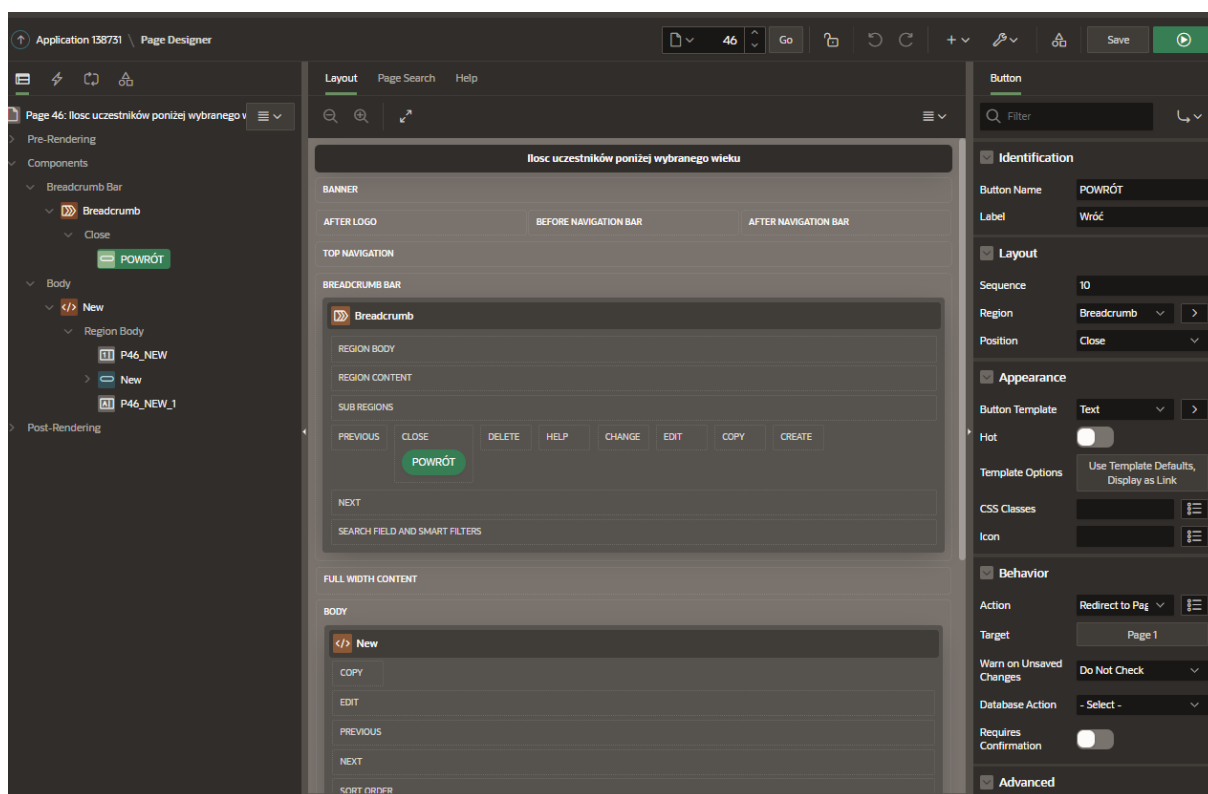 Application 138731 \ Page Designer
46
Go
Save
Layout Page Search Help
Button
Page 46: Ilosc uczestników poniżej wybranego
Filter
Pre-Rendering
Components
Breadcrumb Bar
Breadcrumb
Close
POWRÓT
Body
New
Region Body
P46_NEW
New
P46_NEW_1
Post-Rendering
Ilosc uczestników poniżej wybranego wieku
BANNER
AFTER LOGO BEFORE NAVIGATION BAR AFTER NAVIGATION BAR
TOP NAVIGATION
BREADCRUMB BAR
Breadcrumb
REGION BODY
REGION CONTENT
SUB REGIONS
PREVIOUS CLOSE DELETE HELP CHANGE EDIT COPY CREATE
POWRÓT
NEXT
SEARCH FIELD AND SMART FILTERS
FULL WIDTH CONTENT
BODY
New
COPY
EDIT
PREVIOUS
NEXT
SORT ORDER
Identification
Button Name POWRÓT
Label Wróć
Layout
Sequence 10
Region Breadcrumb
Position Close
Appearance
Button Template Text
Hot
Template Options Use Template Defaults,
Display as Link
CSS Classes
Icon
Behavior
Action Redirect to Pag
Target Page 1
Warn on Unsaved
Changes Do Not Check
Database Action - Select -
Requires
Confirmation
Advanced